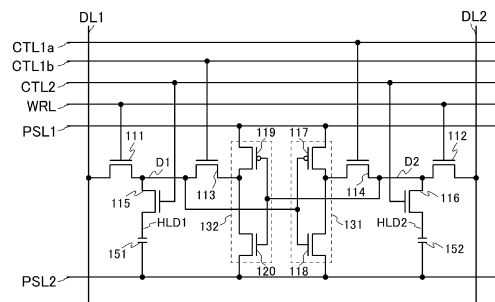 DL1 DL2
CTL1a
CTL1b
CTL2
WRL
PSL1
111 119 117 112
D1 D2
113 114
115 116
HLD1 132 131 HLD2
151 120 118 152
PSL2